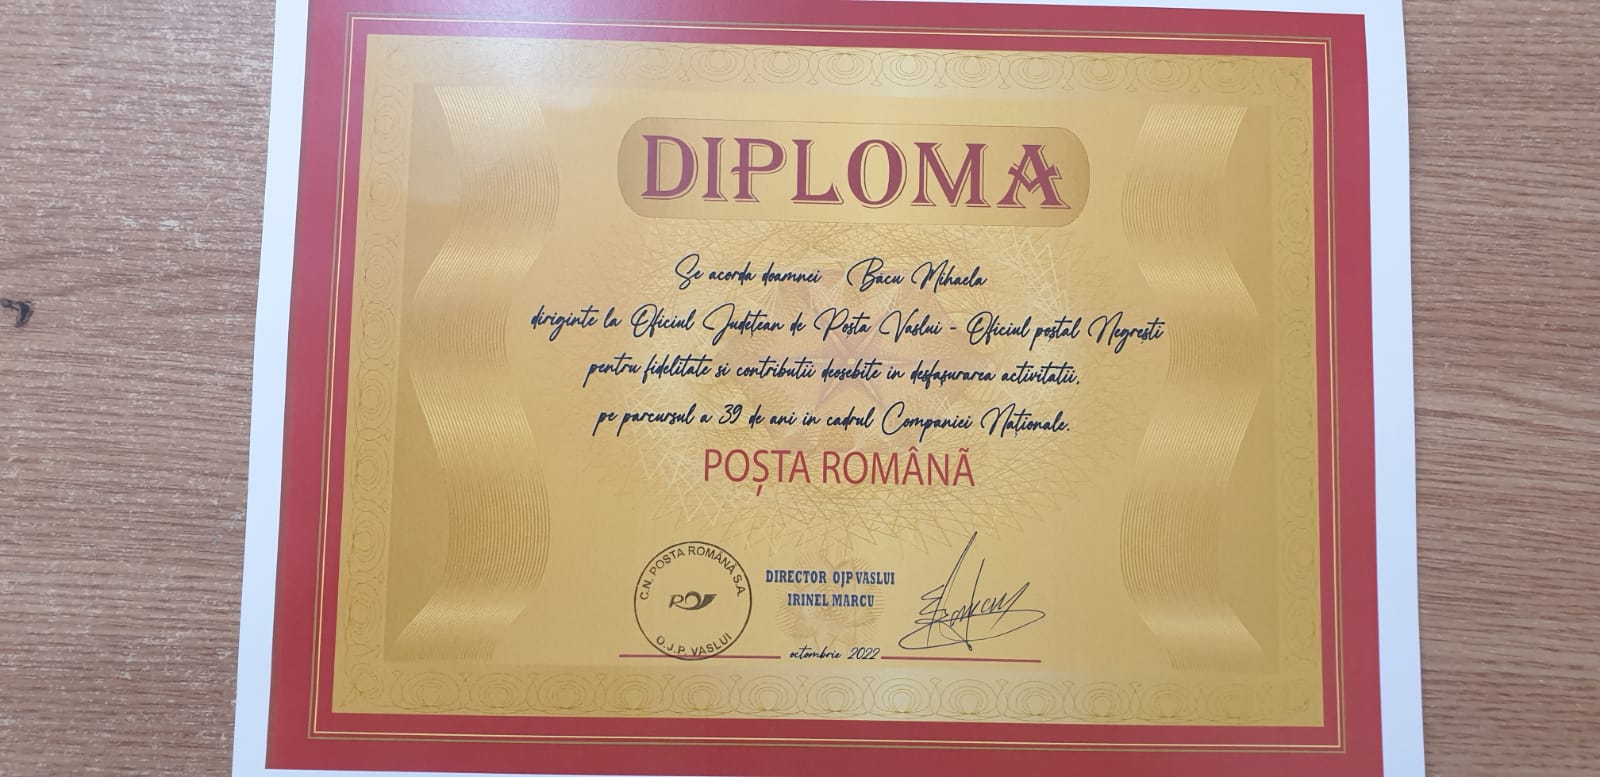 DIPLOMA
Se acorda doamnei Bacu Mihaela
diriginte la Oficiul Județean de Poșta Vaslui - Oficiul poștal Negrești
pentru fidelitate si contributii deosebite in desfașurarea activitatii,
pe parcursul a 39 de ani in cadrul Companiei Naționale.
POȘTA ROMÂNĂ
C.N. POȘTA ROMÂNĂ S.A.
O.J.P. VASLUI
DIRECTOR OJP VASLUI
IRINEL MARCU
octombrie 2022